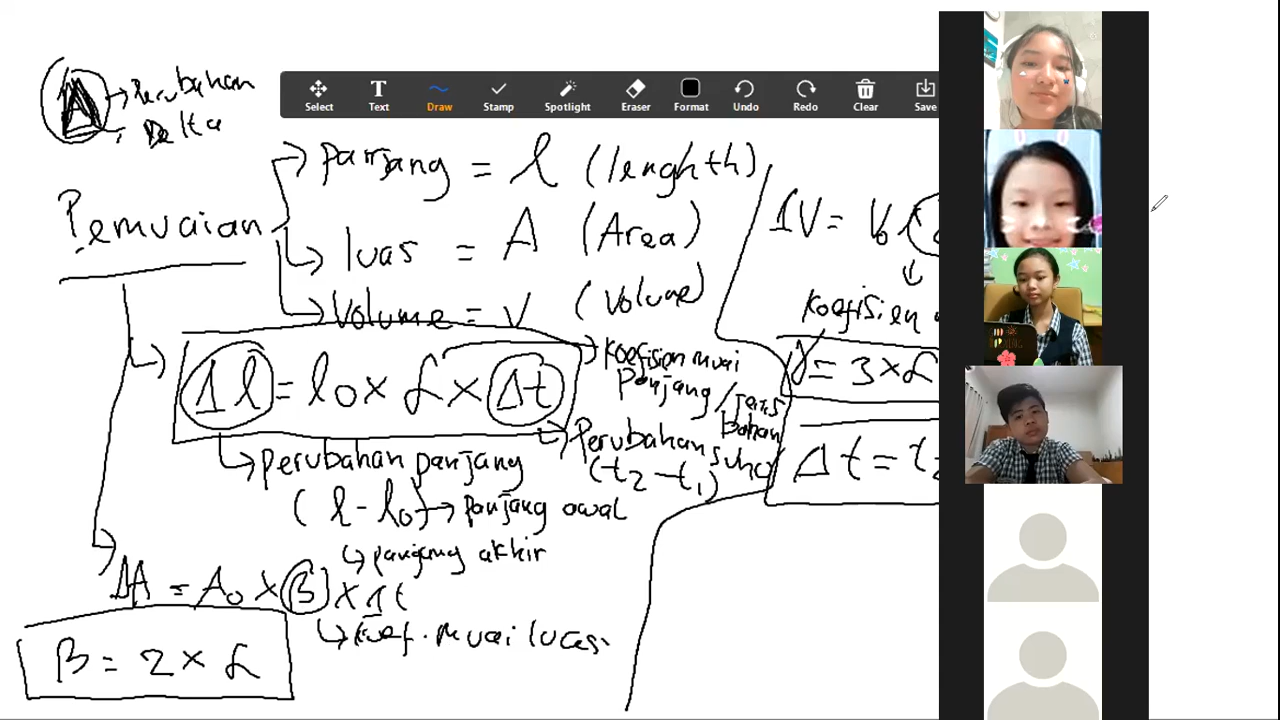 Δ → Perubahan
Delta
Select Text Draw Stamp Spotlight Eraser Format Undo Redo Clear Save
Pemuaian
panjang = l (lenghth)
luas = A (Area)
Volume = V (Volume)
Δl = l0 x £ x Δt
koefisien muai
panjang / jenis
bahan
Perubahan suhu
(t2 - t1)
perubahan panjang
(l - l0) → panjang awal
panjang akhir
ΔA = A0 x β x Δt
koef. muai luas
β = 2 x £
ΔV = V0 x
koefisien
γ = 3 x £
Δt = t2